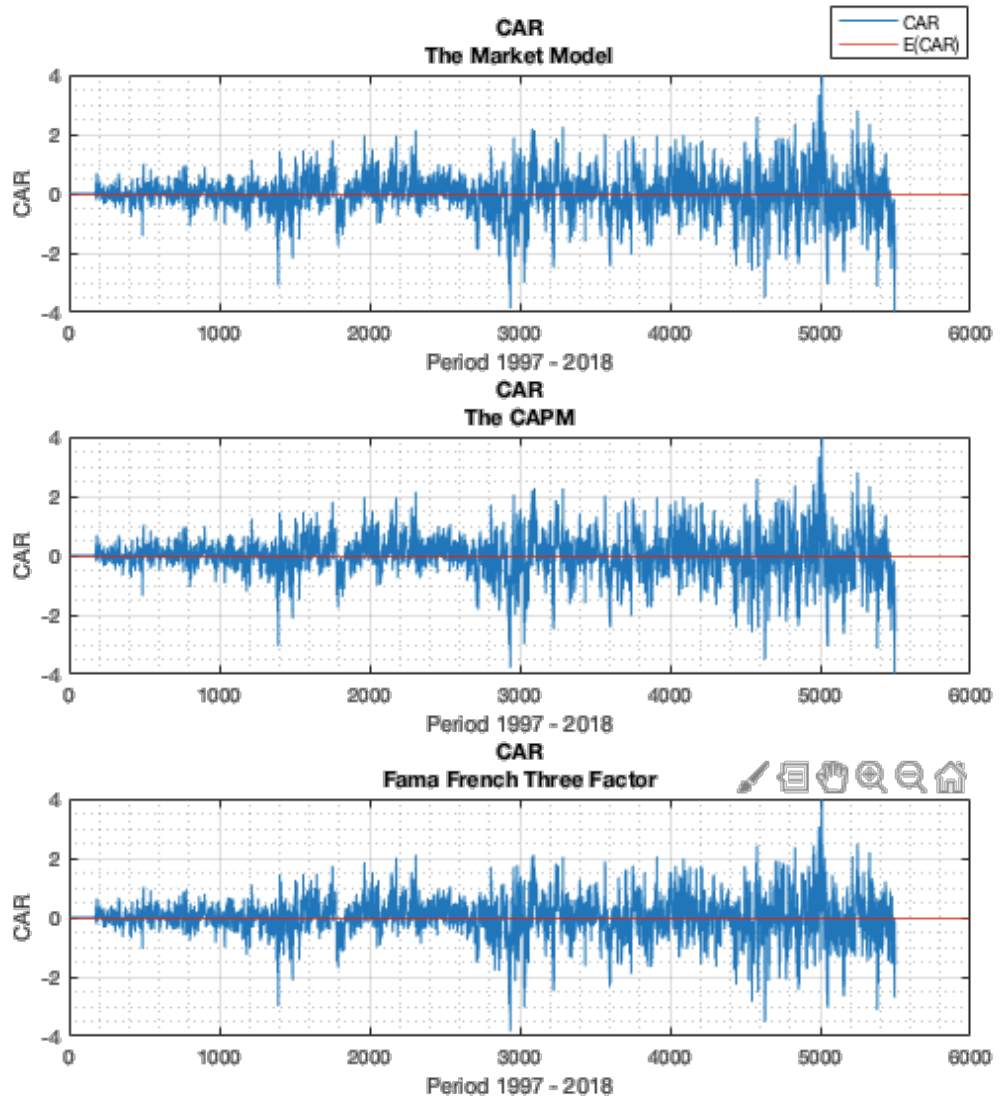 CAR
The Market Model
CAR
E(CAR)
4
2
0
-2
-4
CAR
0 1000 2000 3000 4000 5000 6000
Period 1997 - 2018
CAR
The CAPM
4
2
0
-2
-4
CAR
0 1000 2000 3000 4000 5000 6000
Period 1997 - 2018
CAR
Fama French Three Factor
4
2
0
-2
-4
CAR
0 1000 2000 3000 4000 5000 6000
Period 1997 - 2018